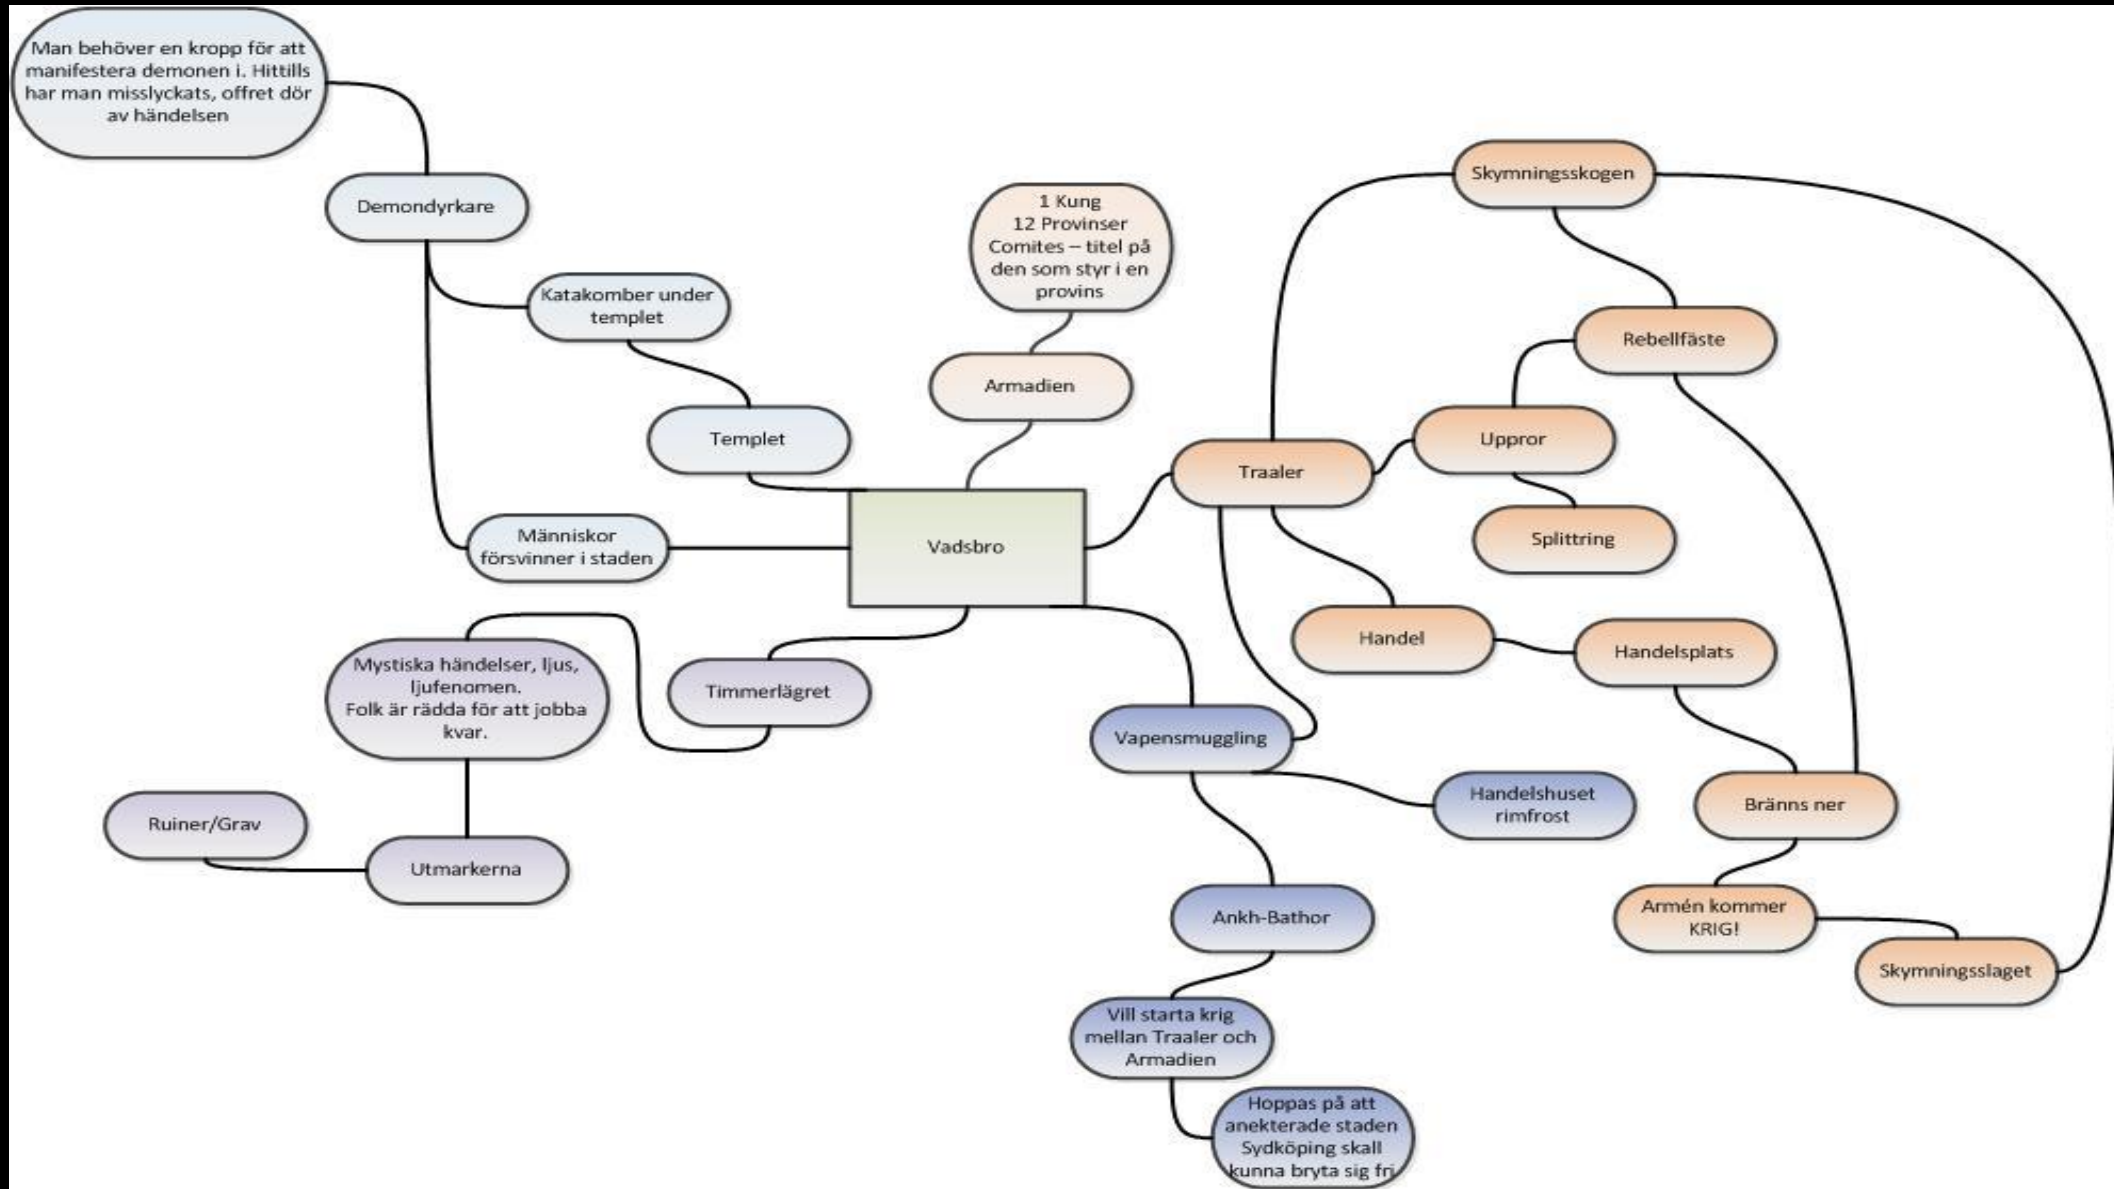 Man behöver en kropp för att
manifestera demonen i. Hittills
har man misslyckats, offret dör
av händelsen
Demondyrkare
Katakomber under
templet
Templet
Människor
försvinner i staden
1 Kung
12 Provinser
Comites – titel på
den som styr i en
provins
Armadien
Vadsbro
Skymningsskogen
Rebellfäste
Uppror
Traaler
Splittring
Handel
Handelsplats
Bränns ner
Armén kommer
KRIG!
Skymningsslaget
Mystiska händelser, ljus,
ljufenomen.
Folk är rädda för att jobba
kvar.
Timmerlägret
Ruiner/Grav
Utmarkerna
Vapensmuggling
Handelshuset
rimfrost
Ankh-Bathor
Vill starta krig
mellan Traaler och
Armadien
Hoppas på att
anekterade staden
Sydköping skall
kunna bryta sig fri